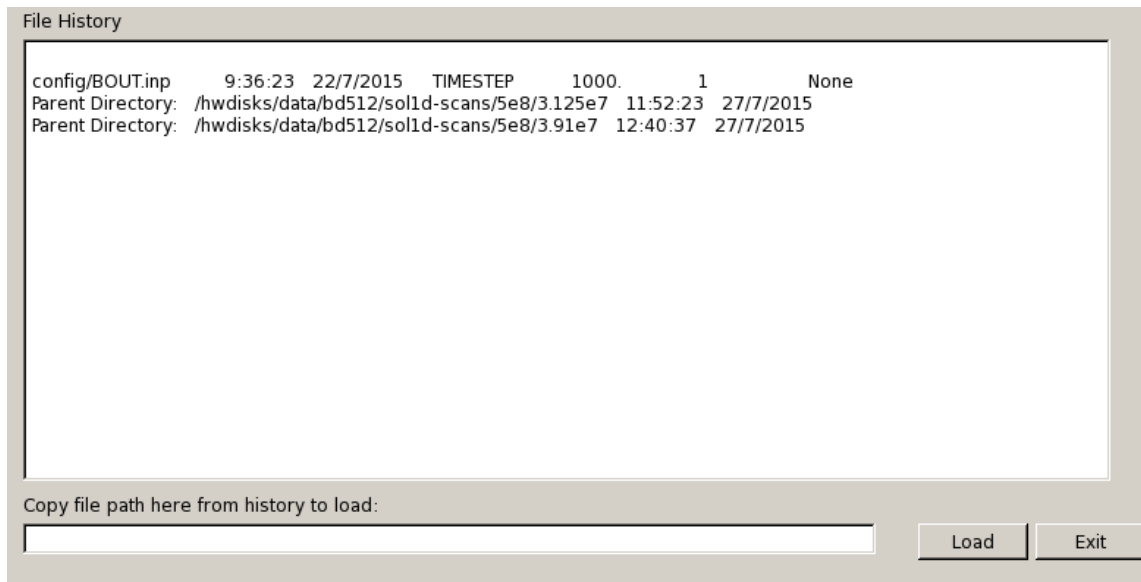 File History
config/BOUT.inp 9:36:23 22/7/2015 TIMESTEP 1000. 1 None
Parent Directory: /hwdisks/data/bd512/sol1d-scans/5e8/3.125e7 11:52:23 27/7/2015
Parent Directory: /hwdisks/data/bd512/sol1d-scans/5e8/3.91e7 12:40:37 27/7/2015
Copy file path here from history to load:
Load Exit